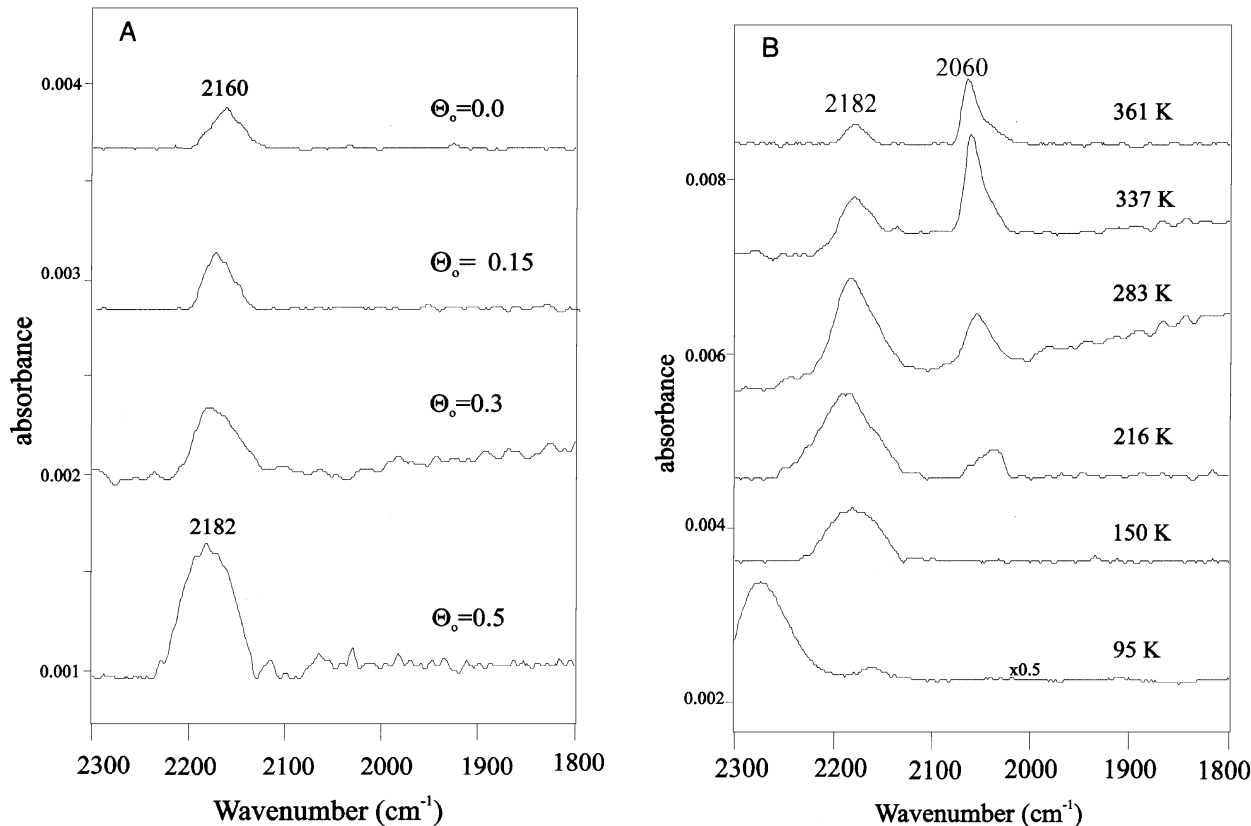 A
0.004
2160
Θo=0.0
0.003
Θo= 0.15
absorbance
Θo=0.3
0.002
2182
Θo=0.5
0.001
2300 2200 2100 2000 1900 1800
Wavenumber (cm-1)
B
2060
2182
361 K
0.008
337 K
283 K
0.006
absorbance
216 K
0.004
150 K
95 K
x0.5
0.002
2300 2200 2100 2000 1900 1800
Wavenumber (cm-1)